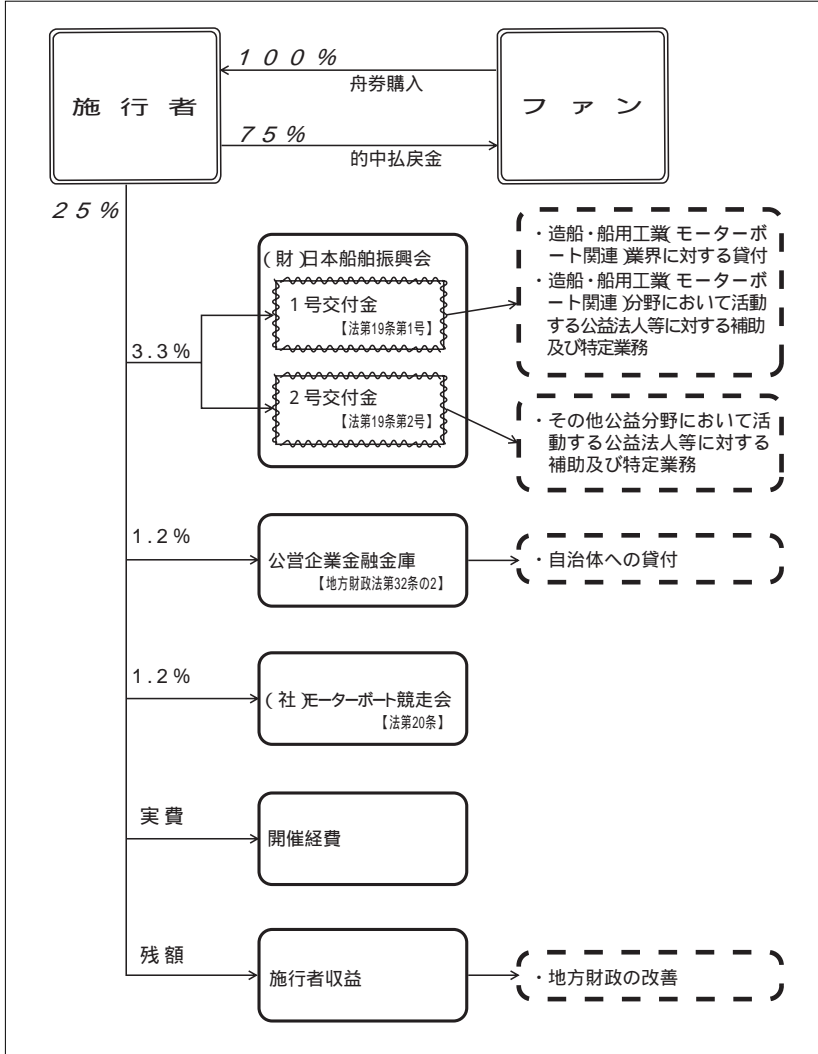 100%
舟券購入
施行者
ファン
75%
的中払戻金
25%
(財)日本船舶振興会
1号交付金
【法第19条第1号】
・造船・船用工業(モーターボ
ート関連)業界に対する貸付
・造船・船用工業(モーターボ
ート関連)分野において活動
する公益法人等に対する補助
及び特定業務
3.3%
2号交付金
【法第19条第2号】
・その他公益分野において活
動する公益法人等に対する
補助及び特定業務
1.2%
公営企業金融公庫
【地方財政法第32条の2】
・自治体への貸付
1.2%
(社)モーターボート競走会
【法第20条】
実費
開催経費
残額
施行者収益
・地方財政の改善